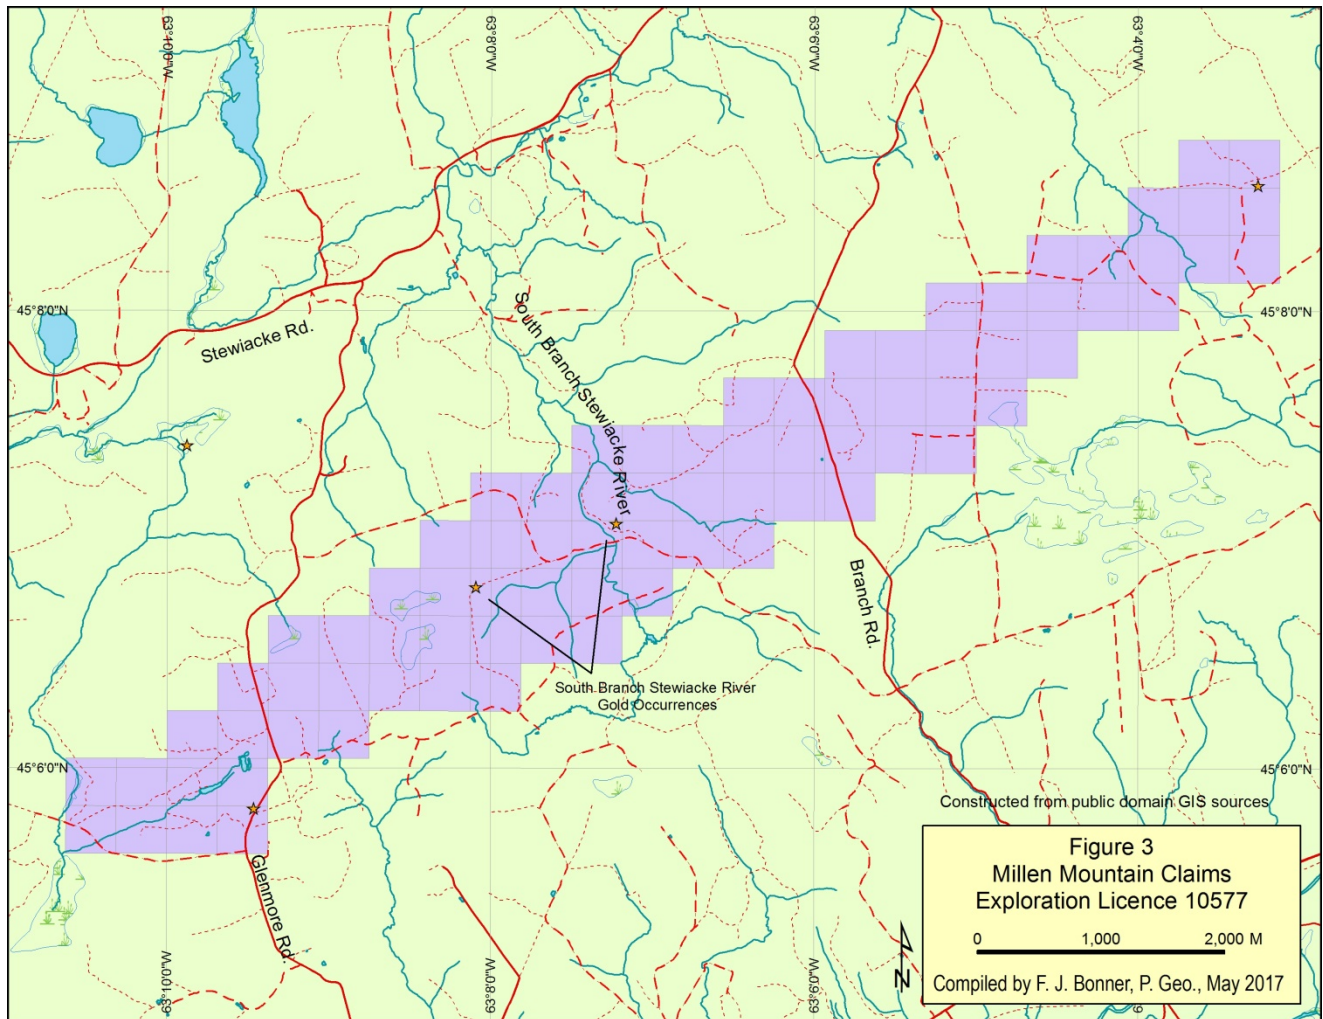 63°10'0"W
63°8'0"W
63°6'0"W
63°4'0"W
45°8'0"N
45°8'0"N
Stewiacke Rd.
South Branch Stewiacke River
Branch Rd.
South Branch Stewiacke River
Gold Occurrences
45°6'0"N
45°6'0"N
Glenmore Rd
Constructed from public domain GIS sources
Figure 3
Millen Mountain Claims
Exploration Licence 10577
0 1,000 2,000 M
Compiled by F. J. Bonner, P. Geo., May 2017
N
63°10'0"W
63°8'0"W
63°6'0"W